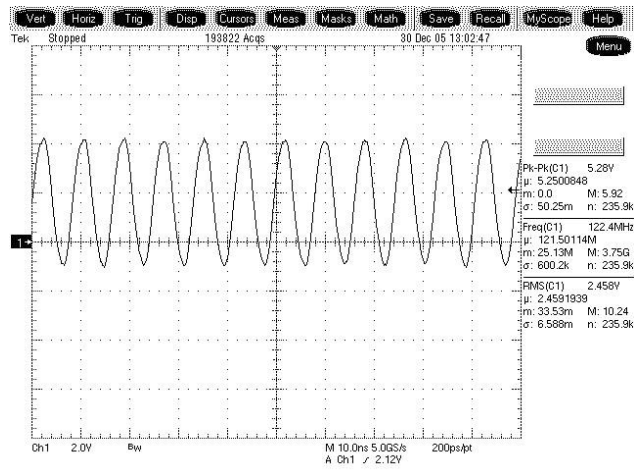 Vert Horiz Trig Disp Cursors Meas Masks Math Save Recall MyScope Help
Tek Stopped 193822 Acqs 30 Dec 05 13:02:47
Menu
Pk-Pk(C1) 5.28V
µ: 5.2500848
m: 0.0 M: 5.92
σ: 50.25m n: 235.9k
Freq(C1) 122.4MHz
µ: 121.50114M
m: 25.13M M: 3.75G
σ: 600.2k n: 235.9k
RMS(C1) 2.458V
µ: 2.4591939
m: 33.53m M: 10.24
σ: 6.588m n: 235.9k
1
Ch1 2.0V Bw M 10.0ns 5.0GS/s 200ps/pt
A Ch1 / 2.12V